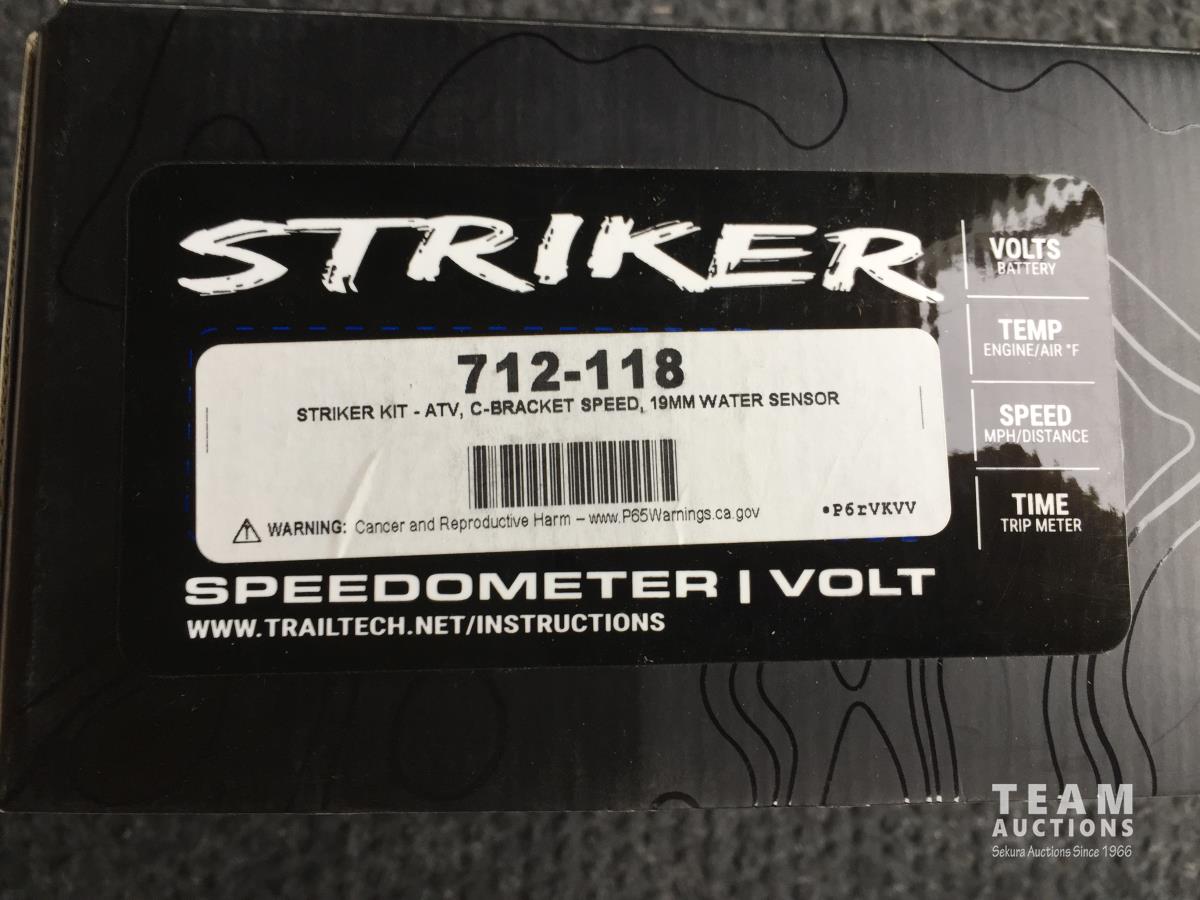 STRIKER
712-118
STRIKER KIT - ATV, C-BRACKET SPEED, 19MM WATER SENSOR
WARNING: Cancer and Reproductive Harm – www.P65Warnings.ca.gov
•P6rVKVV
SPEEDOMETER | VOLT
WWW.TRAILTECH.NET/INSTRUCTIONS
VOLTS
BATTERY
TEMP
ENGINE/AIR °F
SPEED
MPH/DISTANCE
TIME
TRIP METER
TEAM
AUCTIONS
Sekura Auctions Since 1966